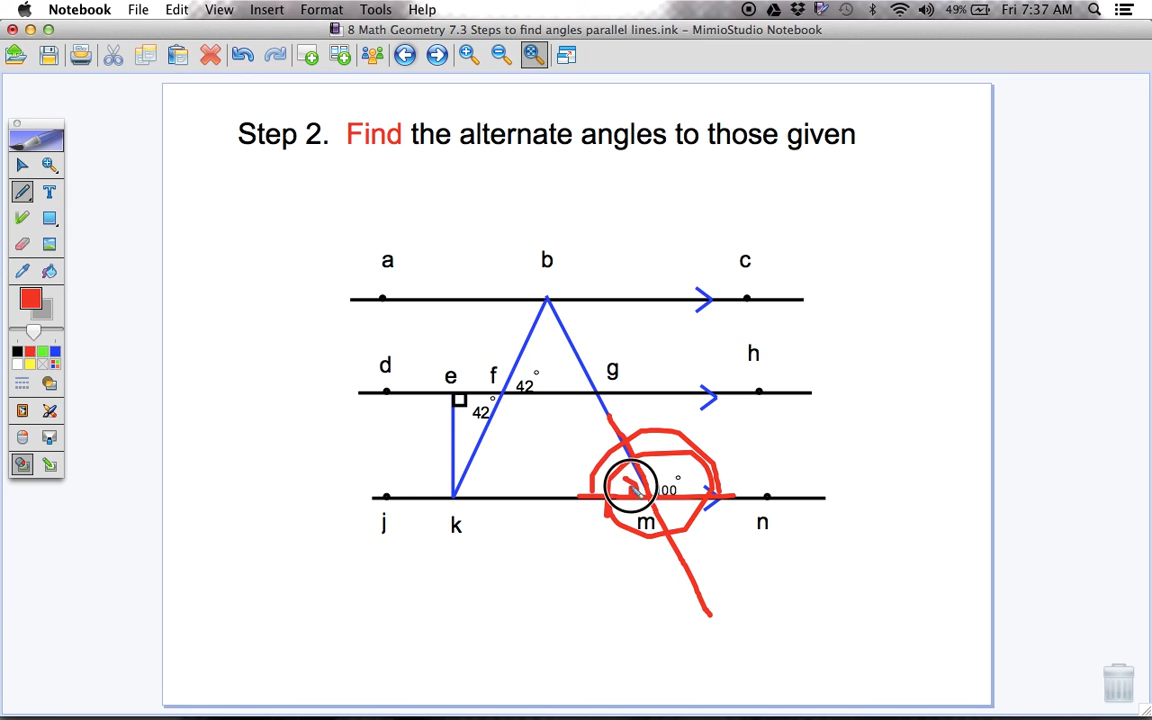 Notebook File Edit View Insert Format Tools Help 49% Fri 7:37 AM
8 Math Geometry 7.3 Steps to find angles parallel lines.ink - MimioStudio Notebook
Step 2. Find the alternate angles to those given
a b c
d e f 42° g h
42°
00°
j k m n